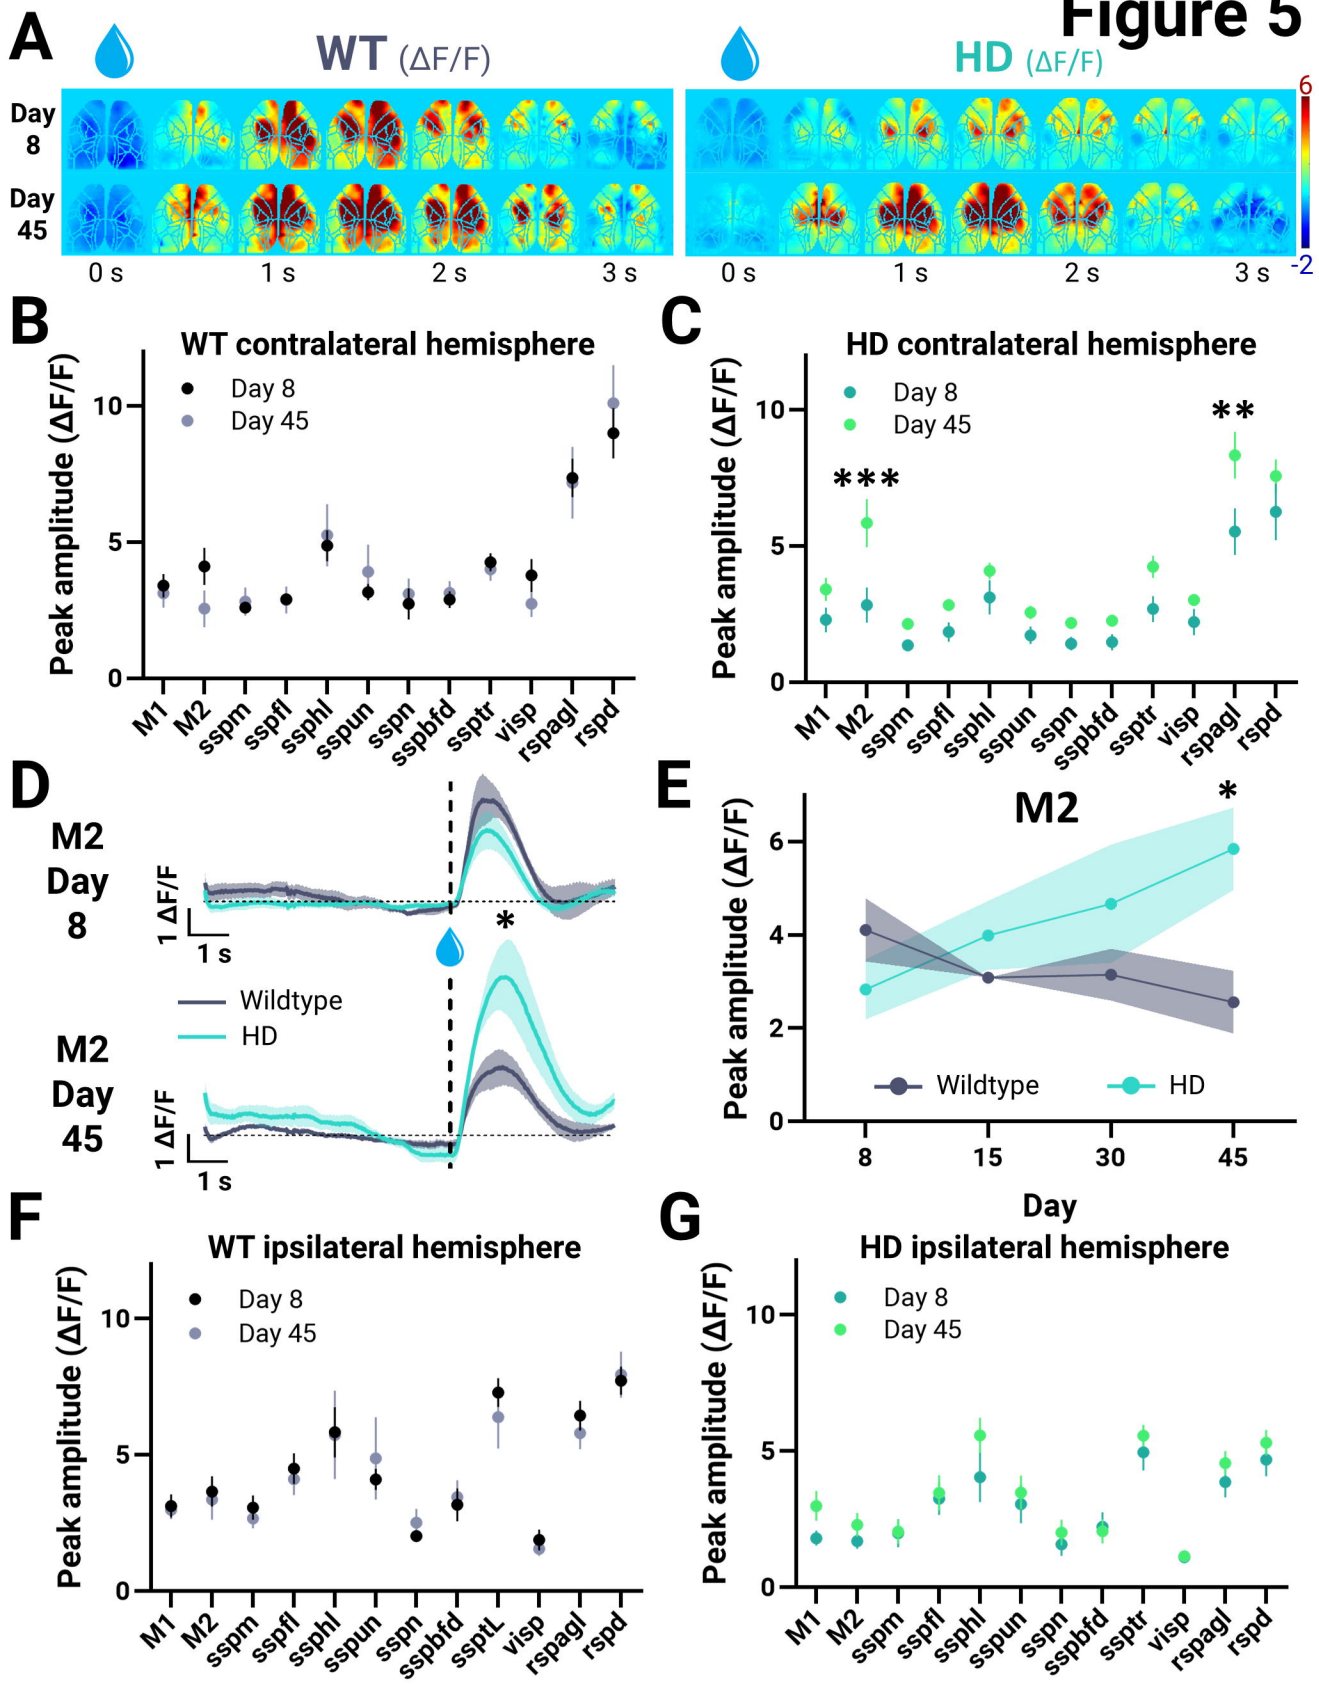 Figure 5
A
WT (ΔF/F)
HD (ΔF/F)
Day
8
Day
45
6
-2
0 s
1 s
2 s
3 s
0 s
1 s
2 s
3 s
B
WT contralateral hemisphere
Day 8
Day 45
Peak amplitude (ΔF/F)
10
5
0
M1
M2
sspm
sspfl
ssphl
sspun
sspn
sspbfd
ssptr
visp
rspagl
rspd
C
HD contralateral hemisphere
Day 8
Day 45
Peak amplitude (ΔF/F)
10
5
0
***
**
M1
M2
sspm
sspfl
ssphl
sspun
sspn
sspbfd
ssptr
visp
rspagl
rspd
D
M2
Day
8
1 ΔF/F
1 s
*
Wildtype
HD
M2
Day
45
1 ΔF/F
1 s
E
M2
*
Peak amplitude (ΔF/F)
6
4
2
0
Wildtype
HD
8
15
30
45
Day
F
WT ipsilateral hemisphere
Day 8
Day 45
Peak amplitude (ΔF/F)
10
5
0
M1
M2
sspm
sspfl
ssphl
sspun
sspn
sspbfd
ssptL
visp
rspagl
rspd
G
HD ipsilateral hemisphere
Day 8
Day 45
Peak amplitude (ΔF/F)
10
5
0
M1
M2
sspm
sspfl
ssphl
sspun
sspn
sspbfd
ssptr
visp
rspagl
rspd